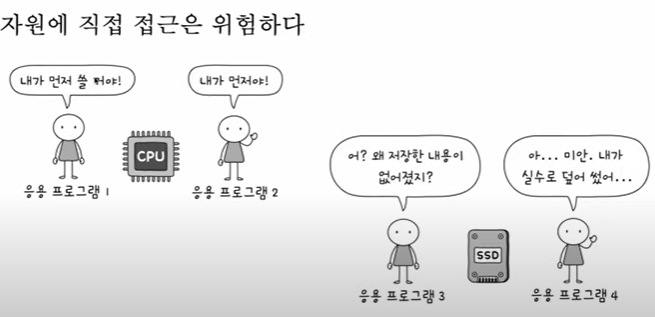 자원에 직접 접근은 위험하다
내가 먼저 쓸 꺼야!
내가 먼저야!
CPU
응용 프로그램 1
응용 프로그램 2
어? 왜 저장한 내용이
없어졌지?
아... 미안. 내가
실수로 덮어 썼어...
SSD
응용 프로그램 3
응용 프로그램 4